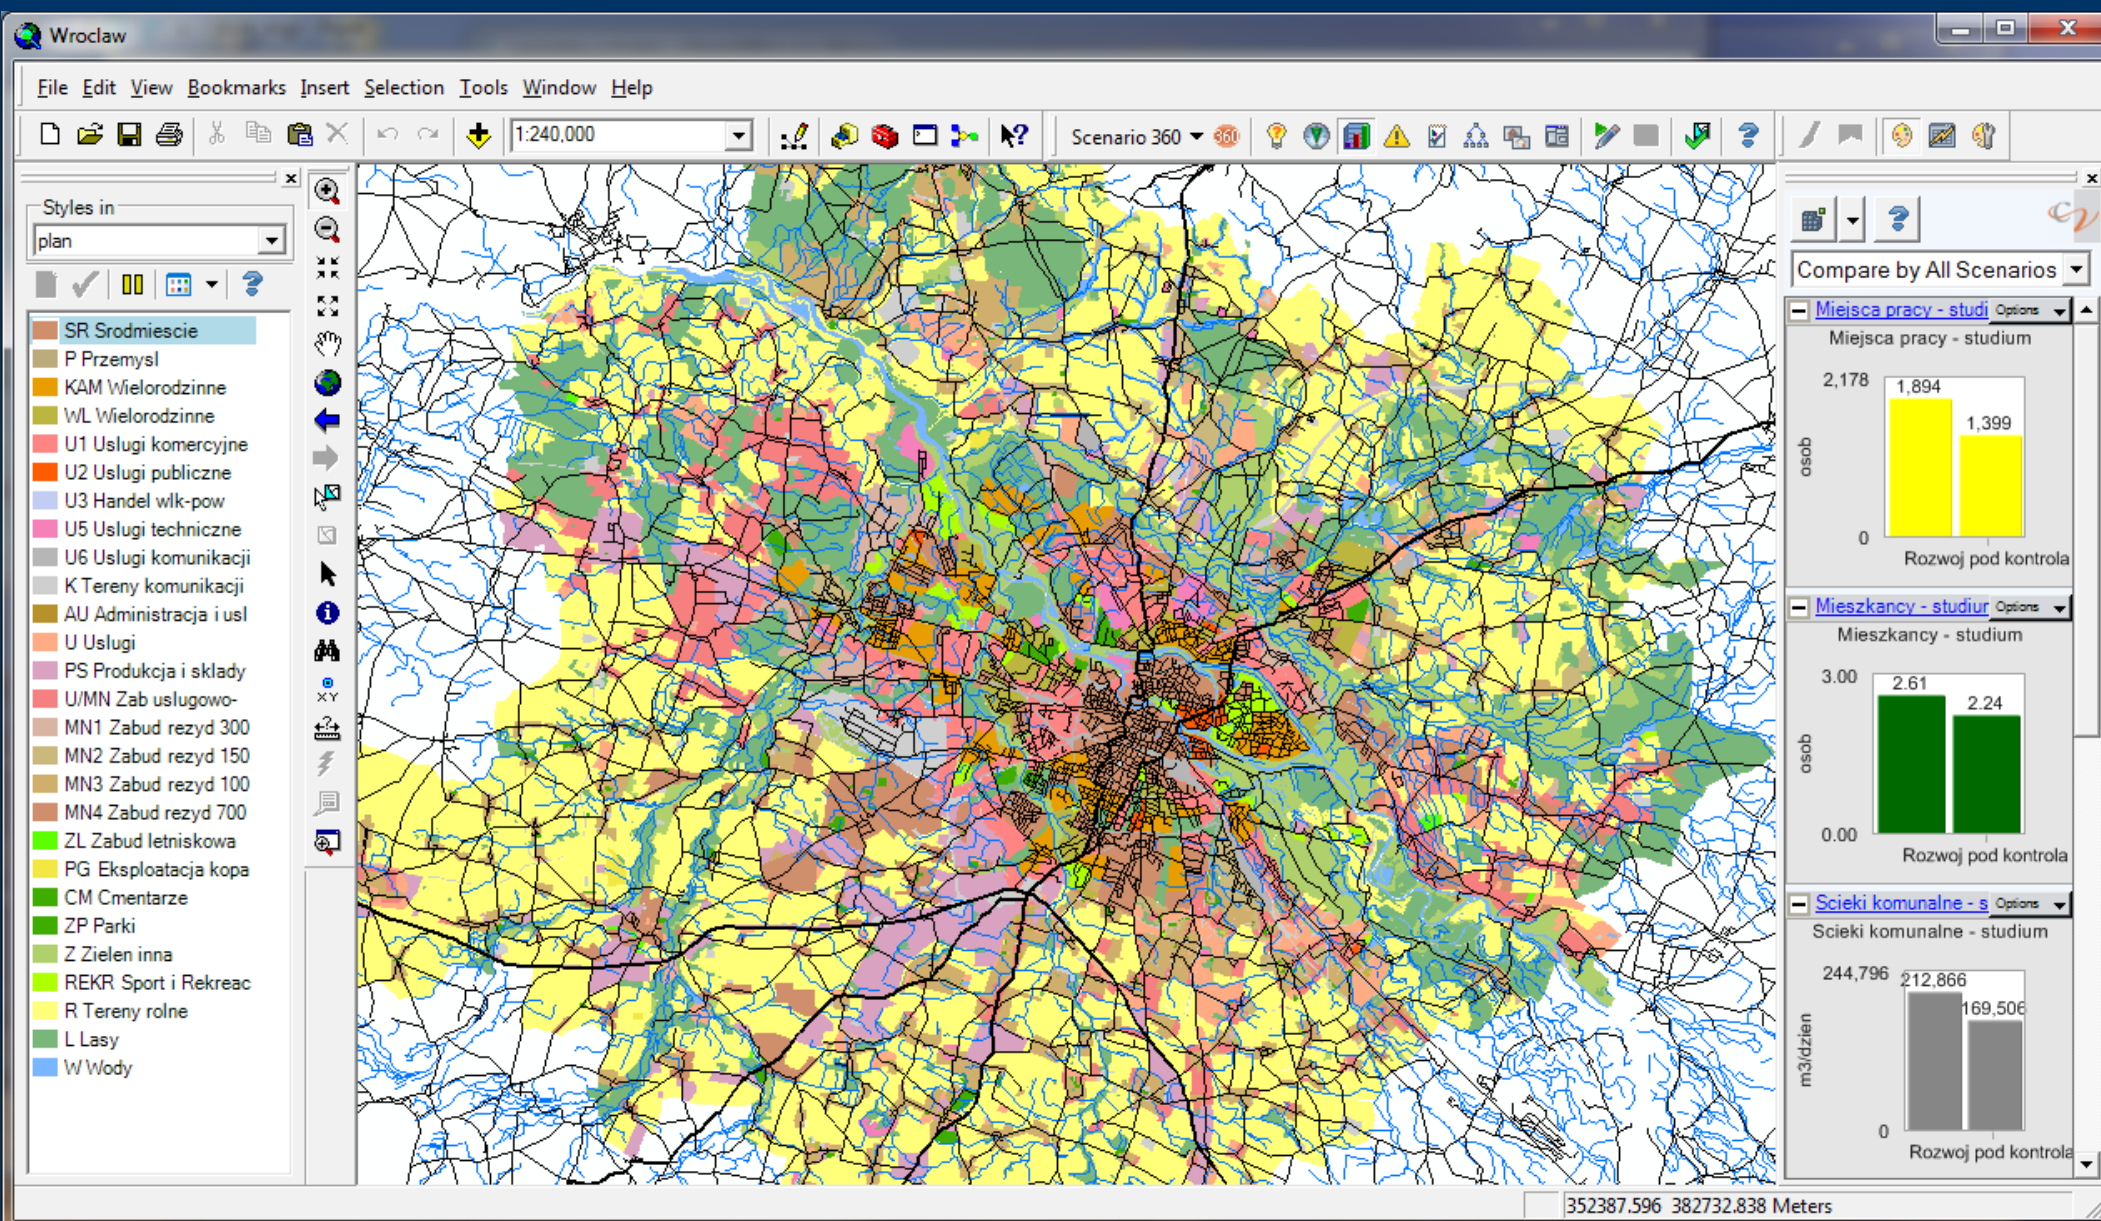 Wroclaw
File Edit View Bookmarks Insert Selection Tools Window Help
1:240,000
Scenario 360
360
Styles in
plan
SR Srodmiescie
P Przemysl
KAM Wielorodzinne
WL Wielorodzinne
U1 Uslugi komercyjne
U2 Uslugi publiczne
U3 Handel wlk-pow
U5 Uslugi techniczne
U6 Uslugi komunikacji
K Tereny komunikacji
AU Administracja i usl
U Uslugi
PS Produkcja i sklady
U/MN Zab uslugowo-
MN1 Zabud rezyd 300
MN2 Zabud rezyd 150
MN3 Zabud rezyd 100
MN4 Zabud rezyd 700
ZL Zabud letniskowa
PG Eksploatacja kopa
CM Cmentarze
ZP Parki
Z Zielen inna
REKR Sport i Rekreac
R Tereny rolne
L Lasy
W Wody
XY
Compare by All Scenarios
Miejsca pracy - studi Options
Miejsca pracy - studium
2,178
1,894
1,399
osob
0
Rozwoj pod kontrola
Mieszkancy - studiur Options
Mieszkancy - studium
3.00
2.61
2.24
osob
0.00
Rozwoj pod kontrola
Scieki komunalne - s Options
Scieki komunalne - studium
244,796
212,866
169,506
m3/dzien
0
Rozwoj pod kontrola
352387.596 382732.838 Meters